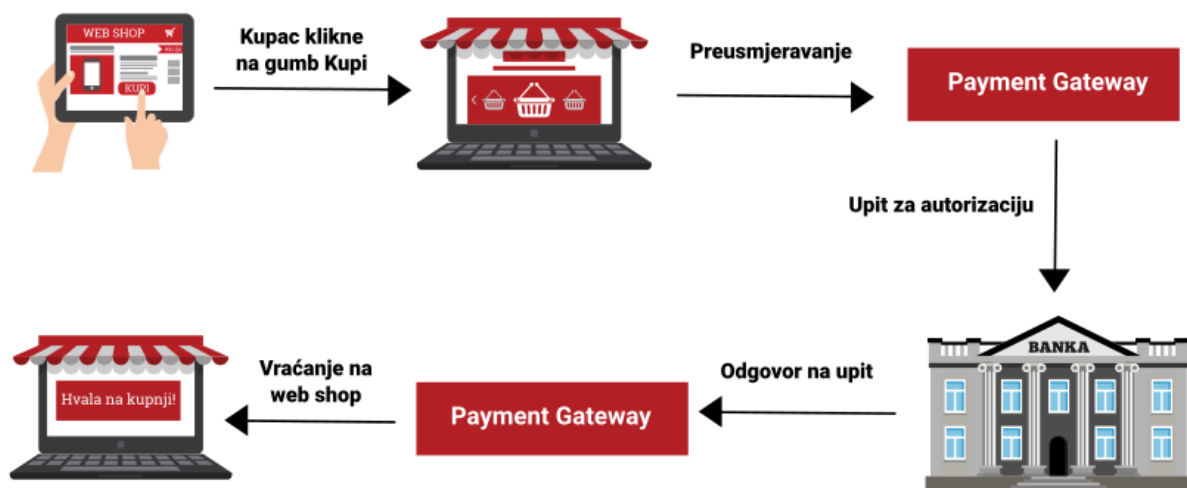 WEB SHOP
KUPI
Kupac klikne
na gumb Kupi
Preusmjeravanje
Payment Gateway
Upit za autorizaciju
BANKA
Odgovor na upit
Payment Gateway
Vraćanje na
web shop
Hvala na kupnji!